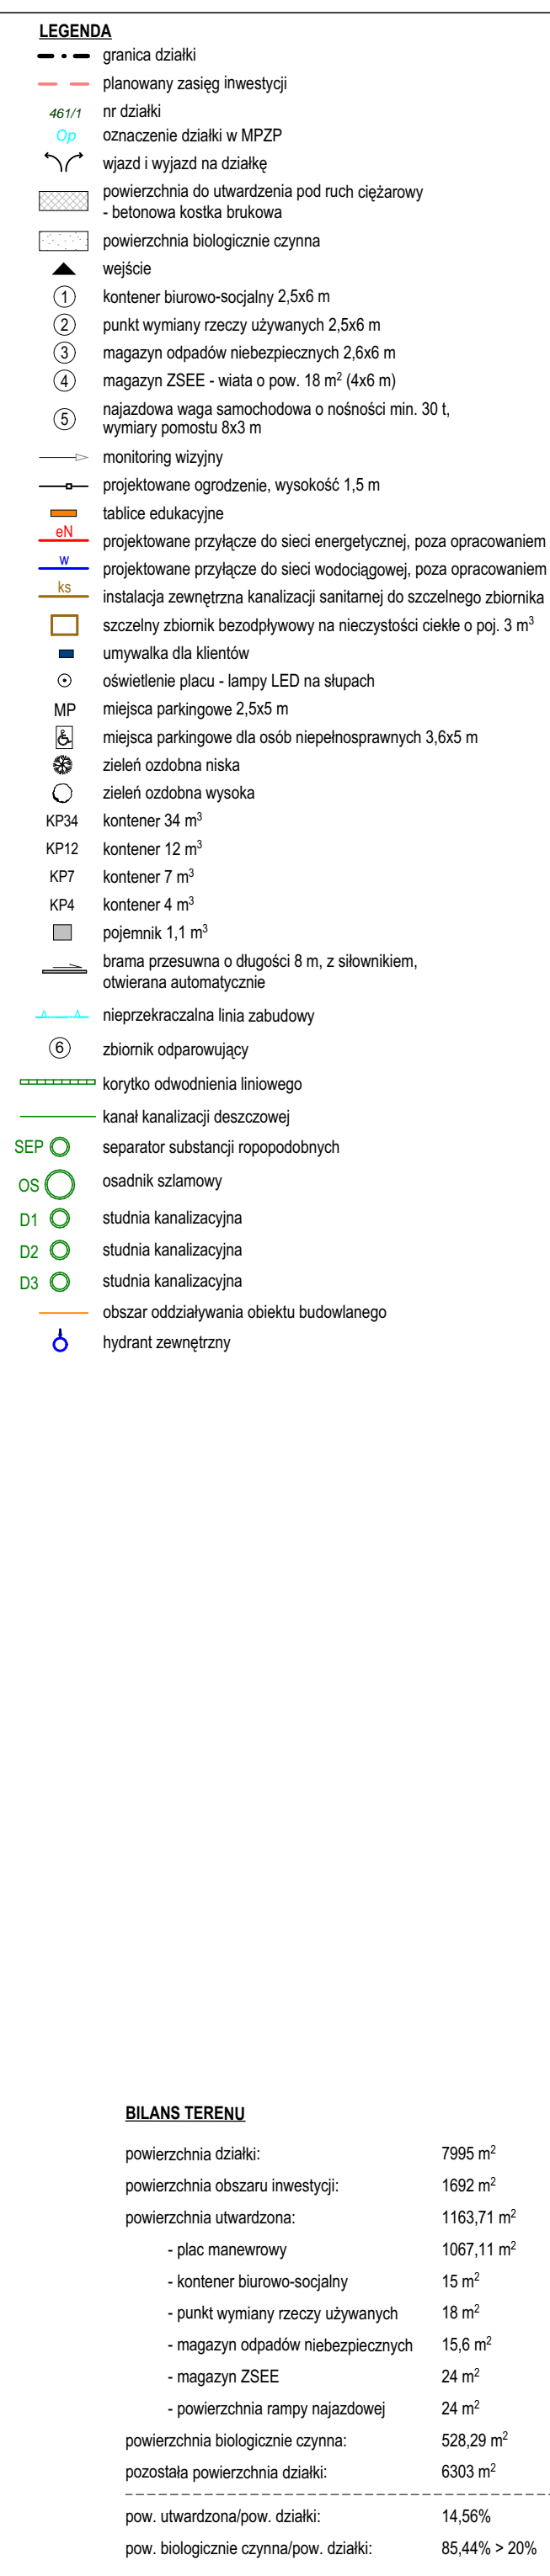 LEGENDA
granica działki
planowany zasięg inwestycji
461/1 nr działki
Op oznaczenie działki w MPZP
wjazd i wyjazd na działkę
powierzchnia do utwardzenia pod ruch ciężarowy
- betonowa kostka brukowa
powierzchnia biologicznie czynna
wejście
1 kontener biurowo-socjalny 2,5x6 m
2 punkt wymiany rzeczy używanych 2,5x6 m
3 magazyn odpadów niebezpiecznych 2,6x6 m
4 magazyn ZSEE - wiata o pow. 18 m² (4x6 m)
5 najazdowa waga samochodowa o nośności min. 30 t,
wymiary pomostu 8x3 m
monitoring wizyjny
projektowane ogrodzenie, wysokość 1,5 m
tablice edukacyjne
eN projektowane przyłącze do sieci energetycznej, poza opracowaniem
w projektowane przyłącze do sieci wodociągowej, poza opracowaniem
ks instalacja zewnętrzna kanalizacji sanitarnej do szczelnego zbiornika
szczelny zbiornik bezodpływowy na nieczystości ciekłe o poj. 3 m³
umywalka dla klientów
oświetlenie placu - lampy LED na słupach
MP miejsca parkingowe 2,5x5 m
miejsca parkingowe dla osób niepełnosprawnych 3,6x5 m
zieleń ozdobna niska
zieleń ozdobna wysoka
KP34 kontener 34 m³
KP12 kontener 12 m³
KP7 kontener 7 m³
KP4 kontener 4 m³
pojemnik 1,1 m³
brama przesuwna o długości 8 m, z siłownikiem,
otwierana automatycznie
nieprzekraczalna linia zabudowy
6 zbiornik odparowujący
korytko odwodnienia liniowego
kanał kanalizacji deszczowej
SEP separator substancji ropopodobnych
OS osadnik szlamowy
D1 studnia kanalizacyjna
D2 studnia kanalizacyjna
D3 studnia kanalizacyjna
obszar oddziaływania obiektu budowlanego
hydrant zewnętrzny
BILANS TERENU
powierzchnia działki: 7995 m²
powierzchnia obszaru inwestycji: 1692 m²
powierzchnia utwardzona: 1163,71 m²
- plac manewrowy 1067,11 m²
- kontener biurowo-socjalny 15 m²
- punkt wymiany rzeczy używanych 18 m²
- magazyn odpadów niebezpiecznych 15,6 m²
- magazyn ZSEE 24 m²
- powierzchnia rampy najazdowej 24 m²
powierzchnia biologicznie czynna: 528,29 m²
pozostała powierzchnia działki: 6303 m²
pow. utwardzona/pow. działki: 14,56%
pow. biologicznie czynna/pow. działki: 85,44% > 20%